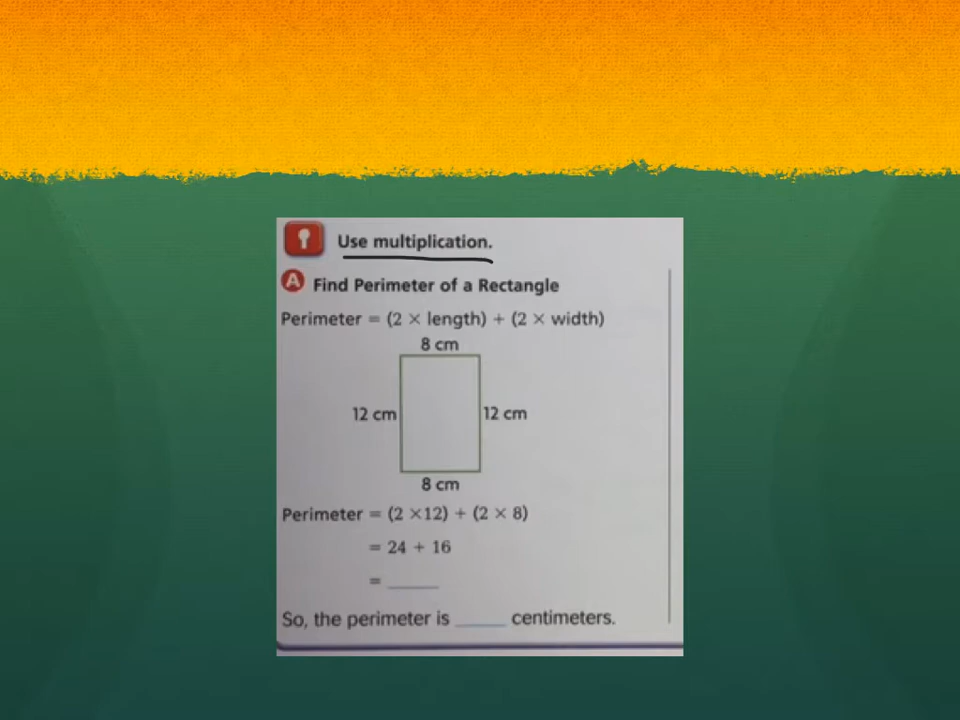 Use multiplication.
A Find Perimeter of a Rectangle
Perimeter = (2 × length) + (2 × width)
8 cm
12 cm 12 cm
8 cm
Perimeter = (2 ×12) + (2 × 8)
= 24 + 16
= ____
So, the perimeter is ____ centimeters.